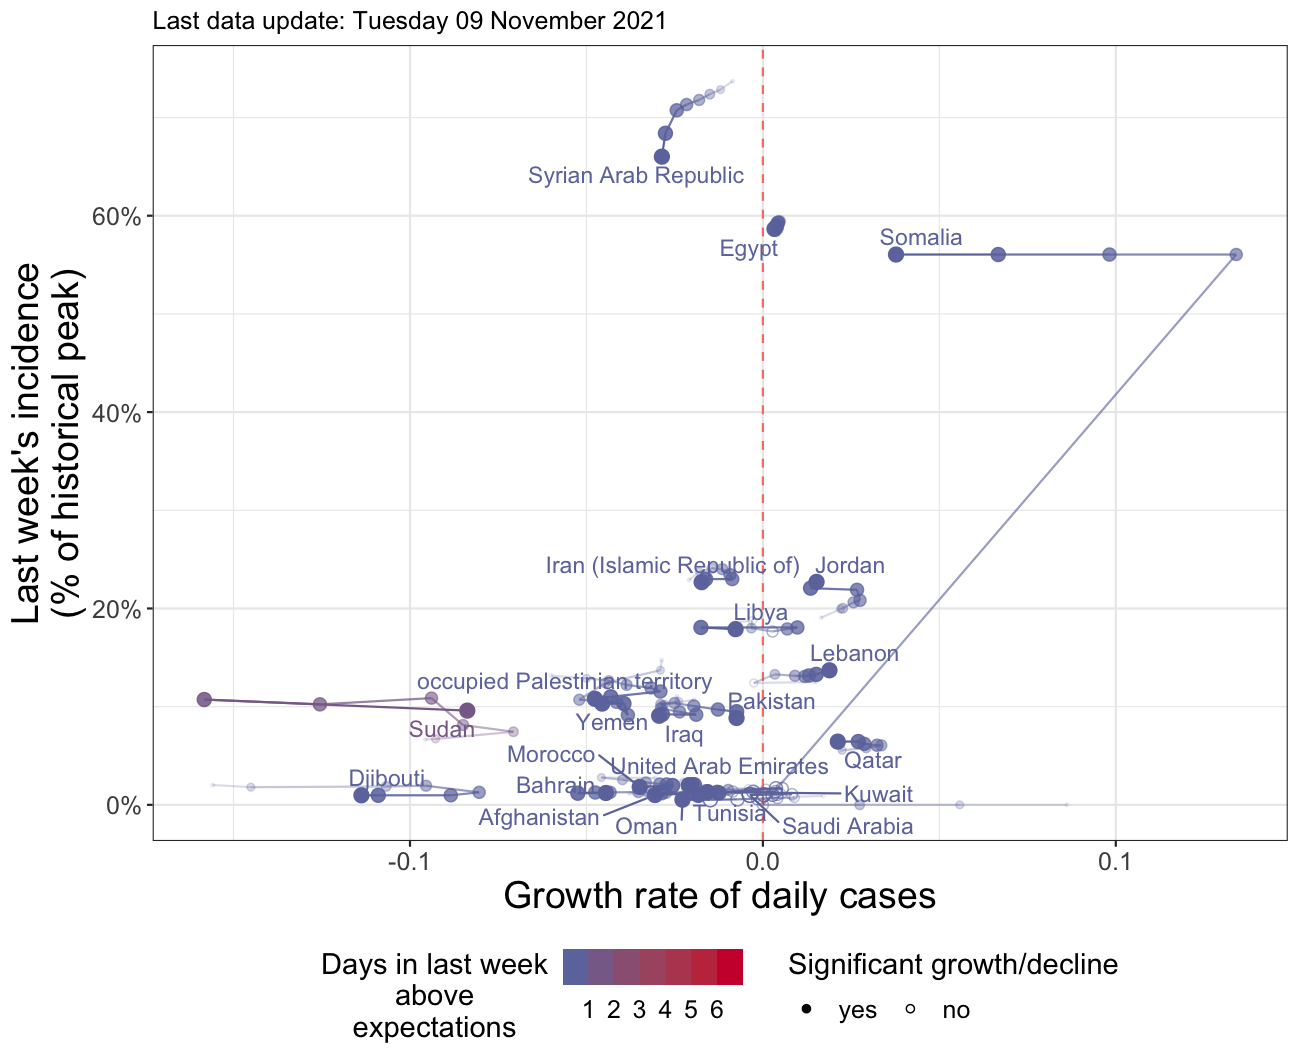 Last data update: Tuesday 09 November 2021
Last week's incidence
(% of historical peak)
60%
40%
20%
0%
Syrian Arab Republic
Egypt
Somalia
Iran (Islamic Republic of)
Jordan
Libya
Lebanon
occupied Palestinian territory
Pakistan
Sudan
Yemen
Iraq
Morocco
United Arab Emirates
Qatar
Djibouti
Bahrain
Kuwait
Afghanistan
Oman
Tunisia
Saudi Arabia
-0.1
0.0
0.1
Growth rate of daily cases
Days in last week
above
expectations
1 2 3 4 5 6
Significant growth/decline
yes
no